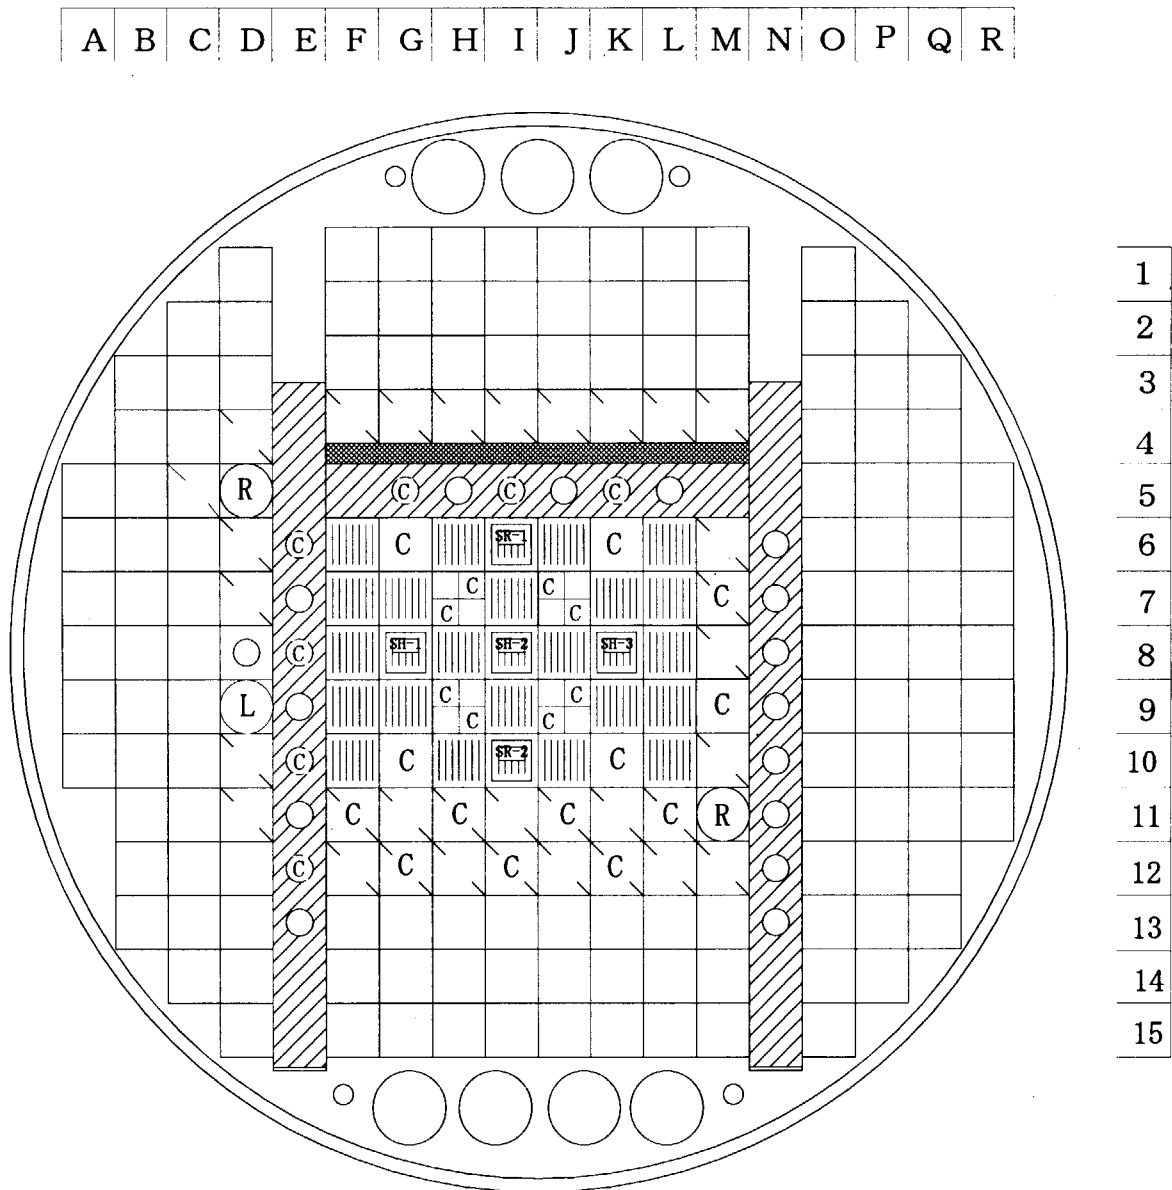 A B C D E F G H I J K L M N O P Q R
1
2
3
4
R C C C 5
C C SR-1 C 6
C C C 7
C C
C SH-1 SH-2 SH-3 8
C C
L C 9
C C
C C SR-2 C 10
C C C C R 11
C C C C 12
13
14
15